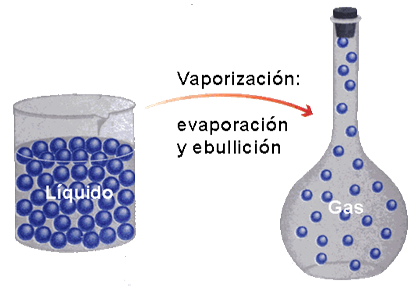 Vaporización:
evaporación
y ebullición
Líquido
Gas